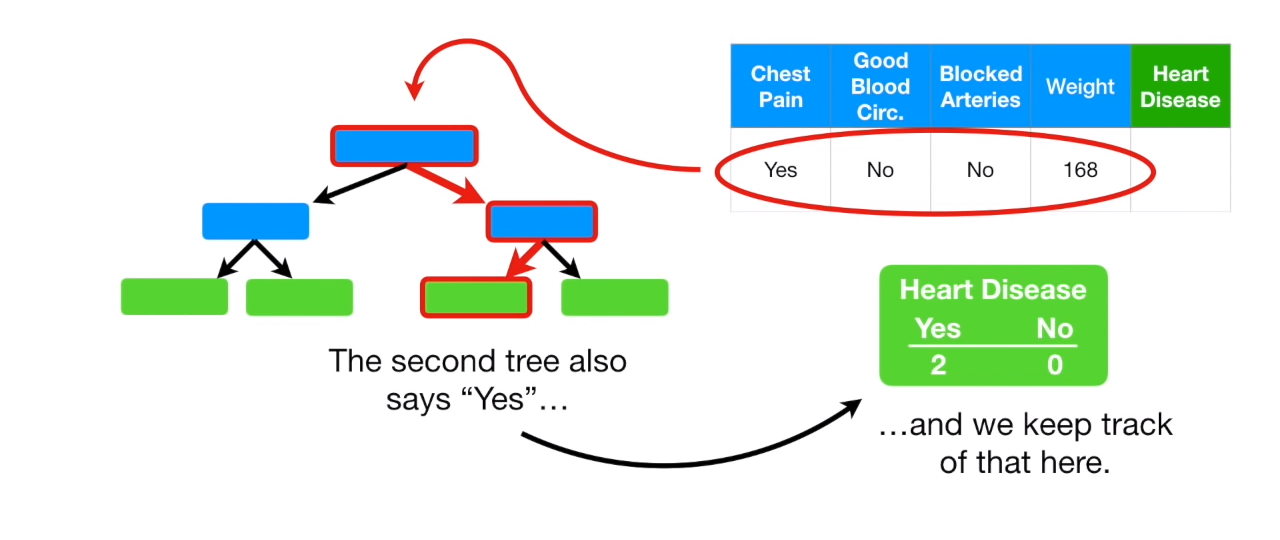 Chest
Pain
Good
Blood
Circ.
Blocked
Arteries
Weight
Heart
Disease
Yes
No
No
168
Heart Disease
Yes No
2 0
The second tree also
says “Yes”…
…and we keep track
of that here.